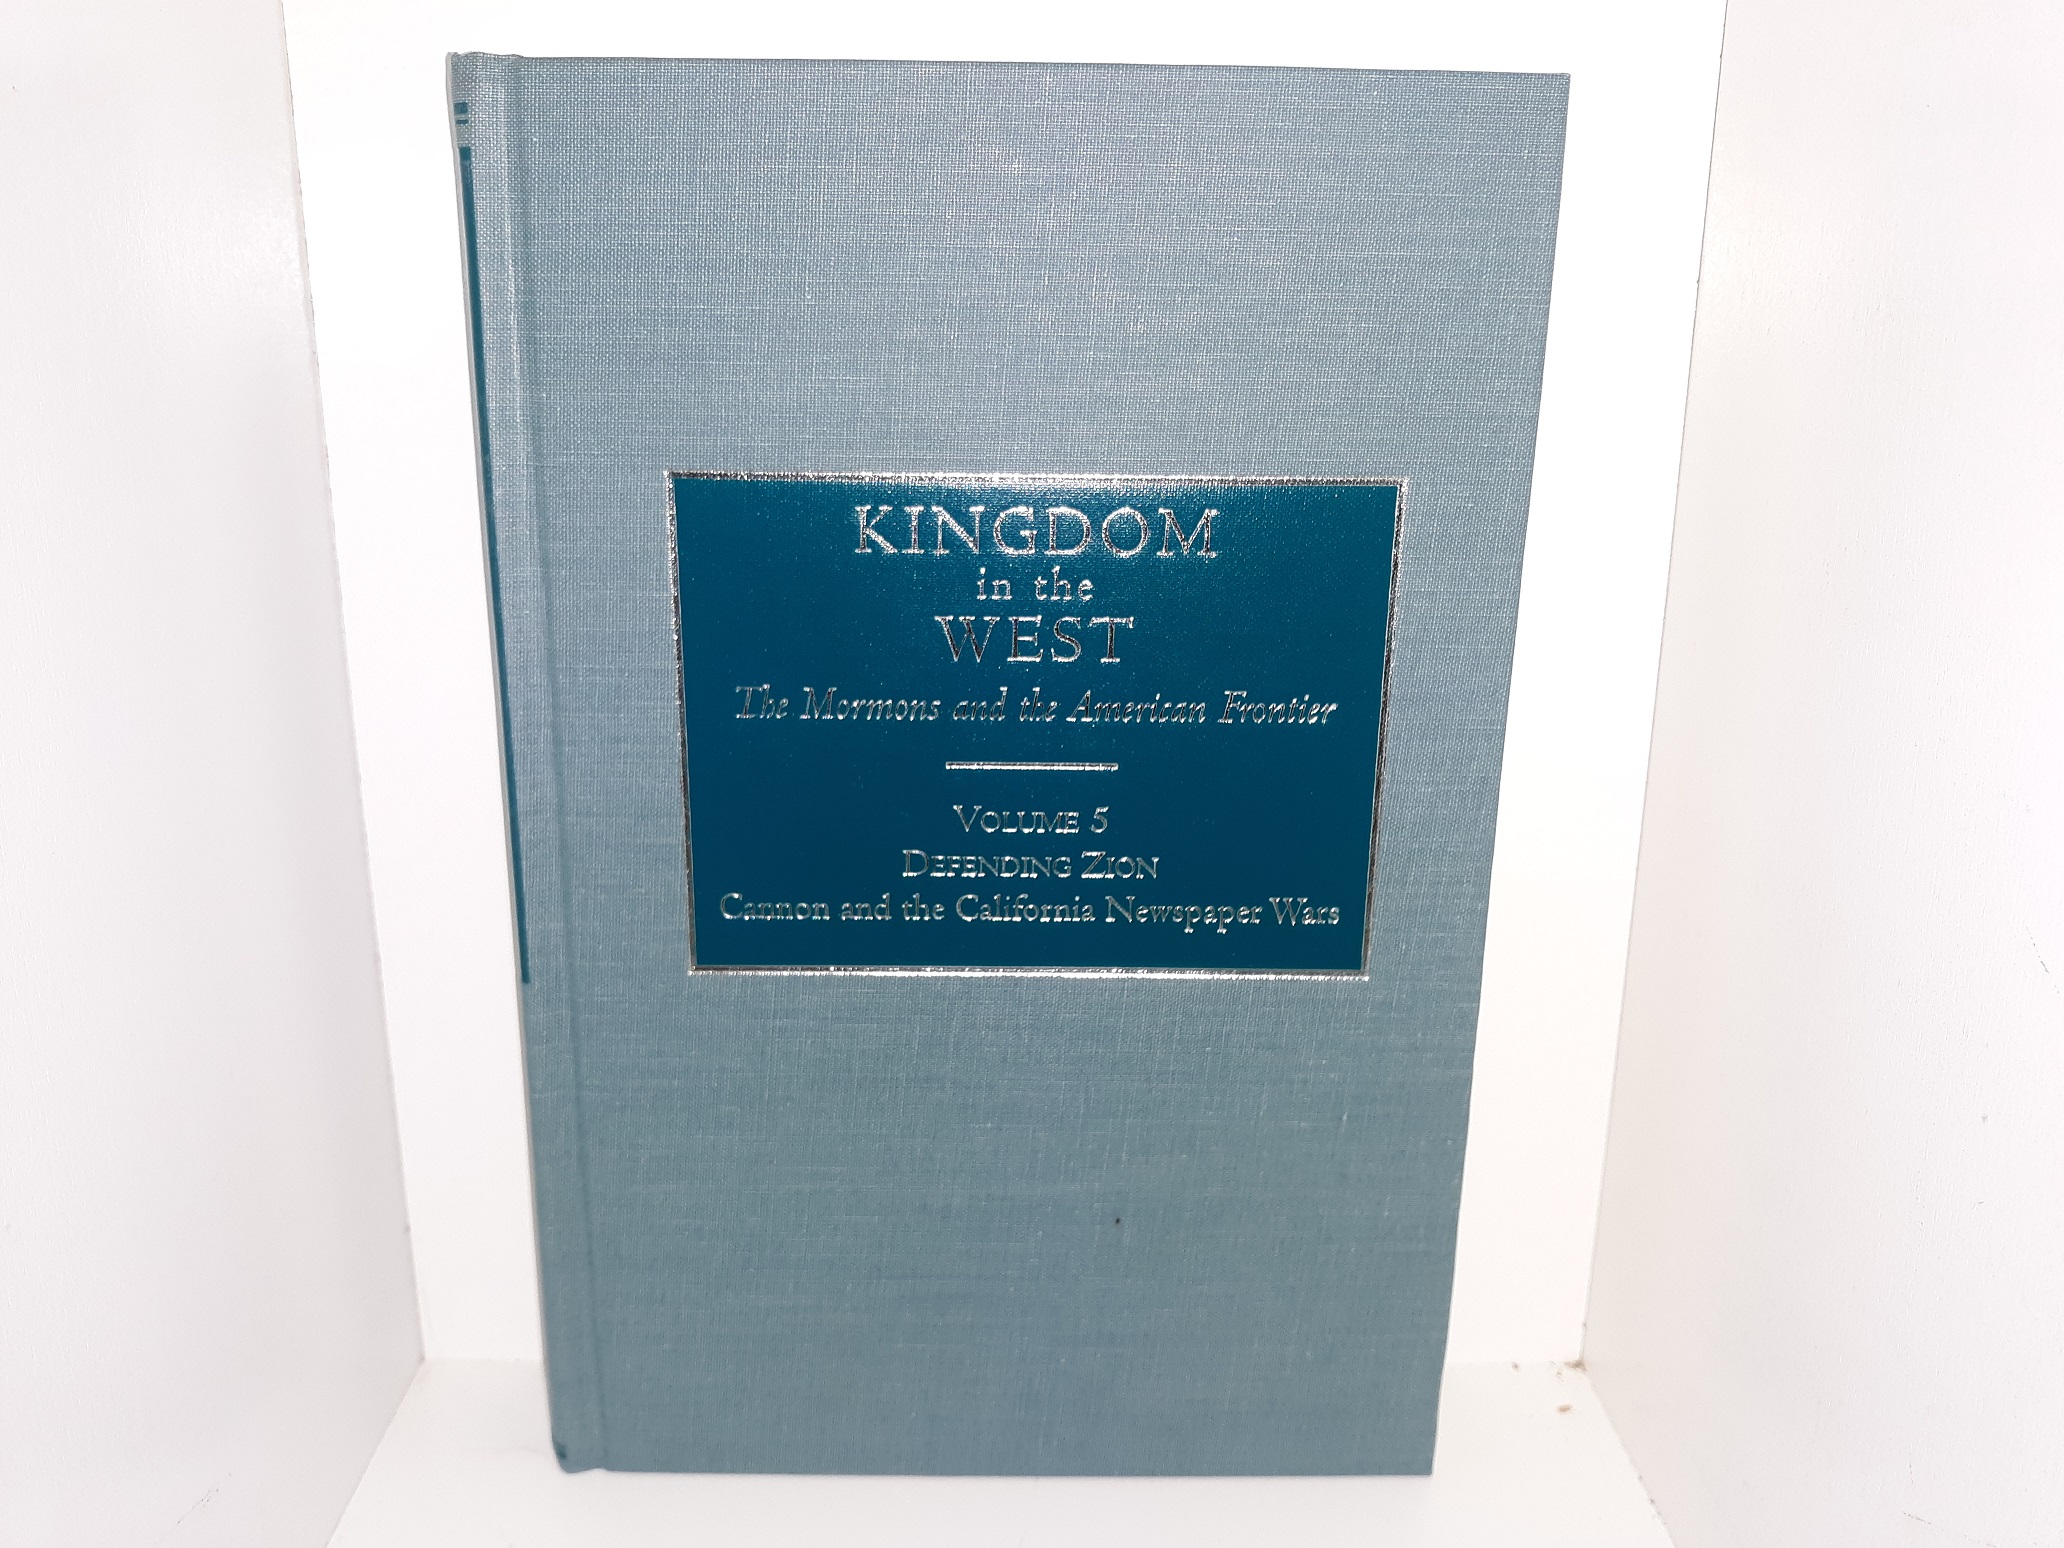 KINGDOM
in the
WEST
The Mormons and the American Frontier
VOLUME 5
DEFENDING ZION
Cannon and the California Newspaper Wars